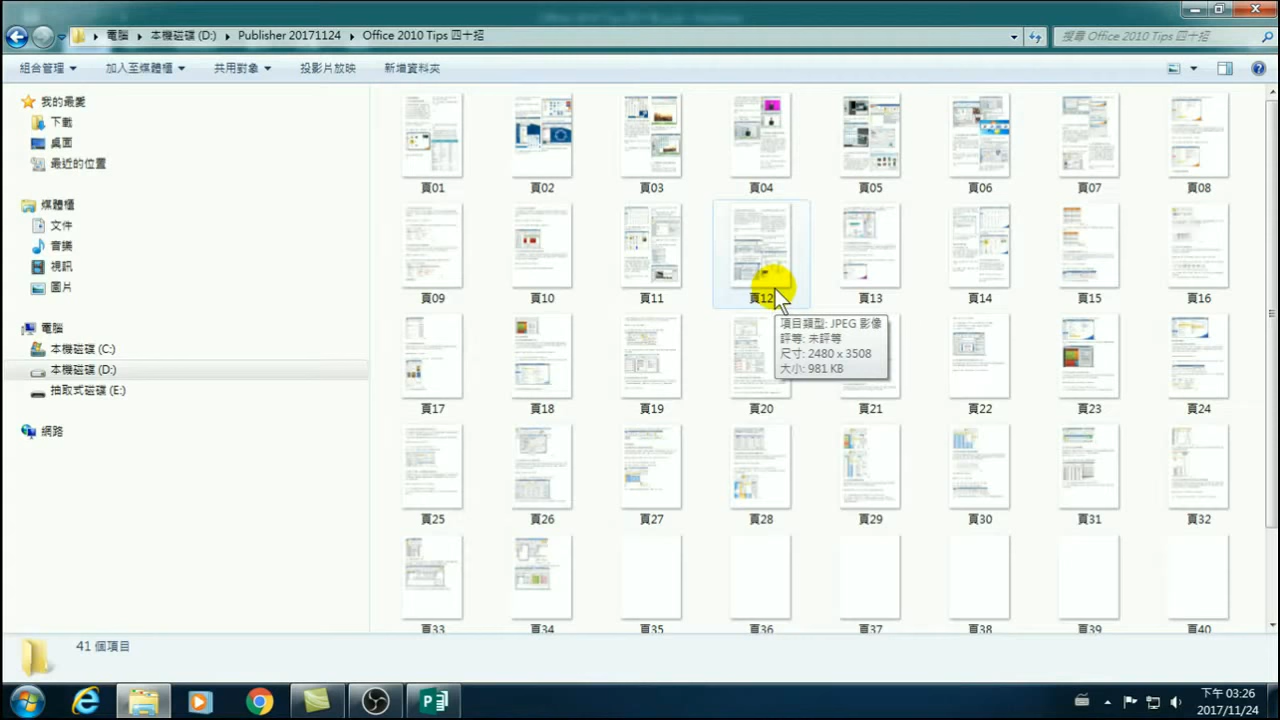 電腦 本機磁碟 (D:) Publisher 20171124 Office 2010 Tips 四十招
搜尋 Office 2010 Tips 四十招
組合管理 加入至媒體櫃 共用對象 投影片放映 新增資料夾
我的最愛
下載
桌面
最近的位置
媒體櫃
文件
音樂
視訊
圖片
電腦
本機磁碟 (C:)
本機磁碟 (D:)
抽取式磁碟 (E:)
網路
頁01 頁02 頁03 頁04 頁05 頁06 頁07 頁08
頁09 頁10 頁11 頁12 頁13 頁14 頁15 頁16
項目類型: JPEG 影像
評等: 未評等
尺寸: 2480 x 3508
大小: 981 KB
頁17 頁18 頁19 頁20 頁21 頁22 頁23 頁24
頁25 頁26 頁27 頁28 頁29 頁30 頁31 頁32
頁33 頁34 頁35 頁36 頁37 頁38 頁39 頁40
41 個項目
下午 03:26
2017/11/24